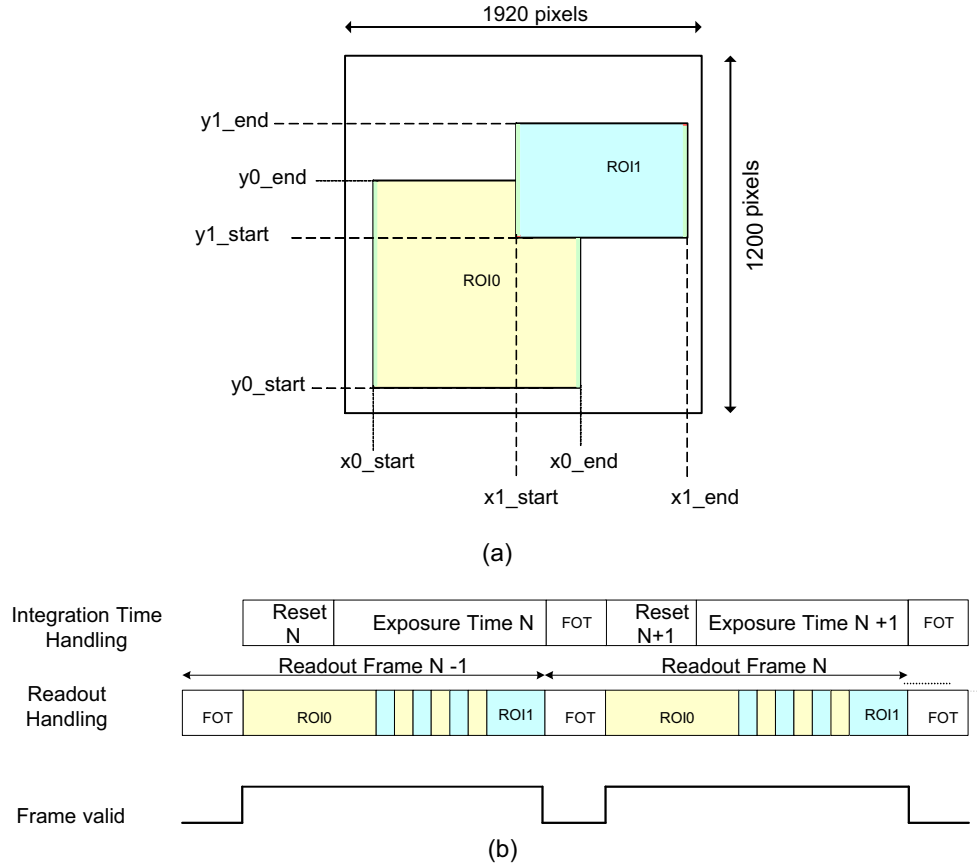 1920 pixels
y1_end
ROI1
y0_end
1200 pixels
y1_start
ROI0
y0_start
x0_start
x0_end
x1_start
x1_end
(a)
Integration Time
Handling
Reset
N
Exposure Time N
FOT
Reset
N+1
Exposure Time N +1
FOT
Readout Frame N -1
Readout Frame N
Readout
Handling
FOT
ROI0
ROI1
FOT
ROI0
ROI1
FOT
Frame valid
(b)